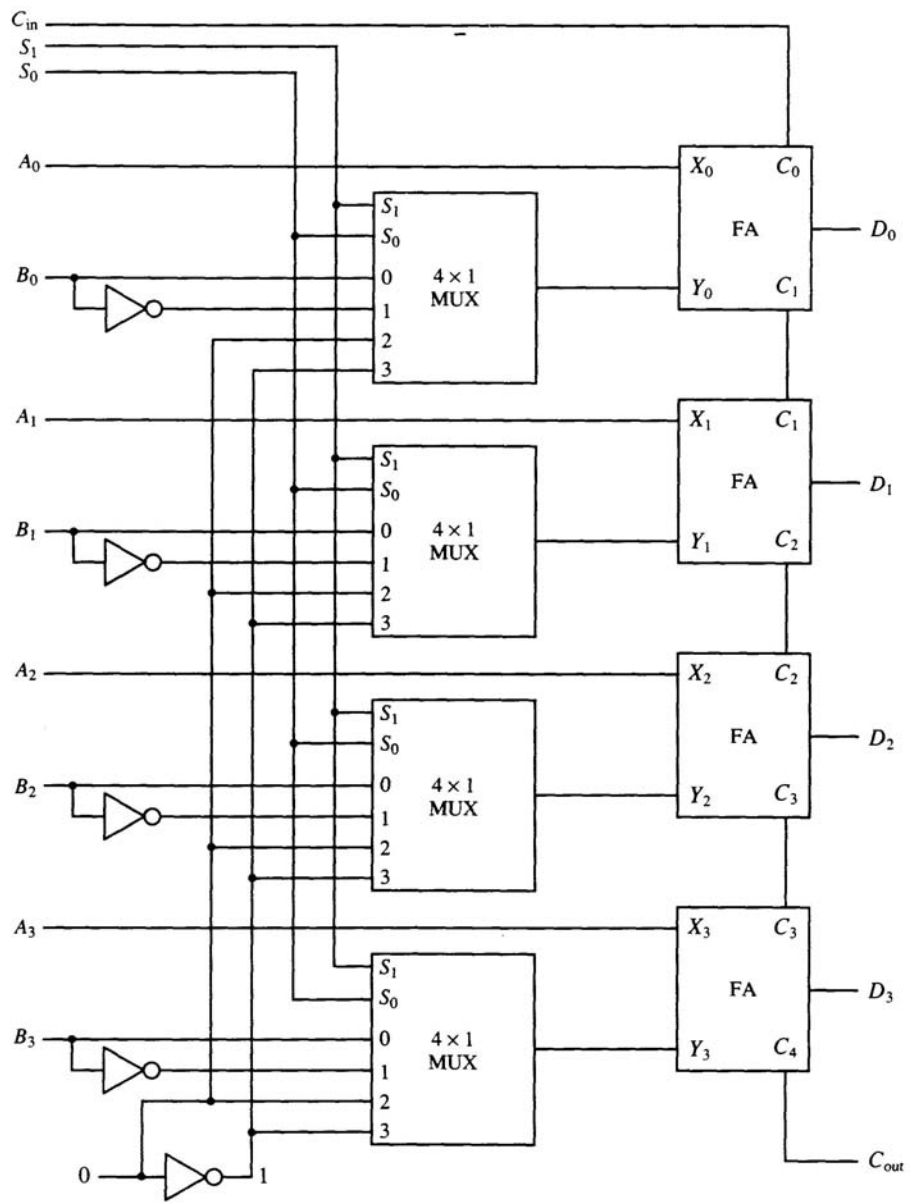 C_in
S_1
S_0
A_0
X_0 C_0
S_1
S_0
FA
D_0
B_0
0
4 × 1
MUX
1
2
3
Y_0 C_1
A_1
X_1 C_1
S_1
S_0
FA
D_1
B_1
0
4 × 1
MUX
1
2
3
Y_1 C_2
A_2
X_2 C_2
S_1
S_0
FA
D_2
B_2
0
4 × 1
MUX
1
2
3
Y_2 C_3
A_3
X_3 C_3
S_1
S_0
FA
D_3
B_3
0
4 × 1
MUX
1
2
3
Y_3 C_4
0 1
C_out